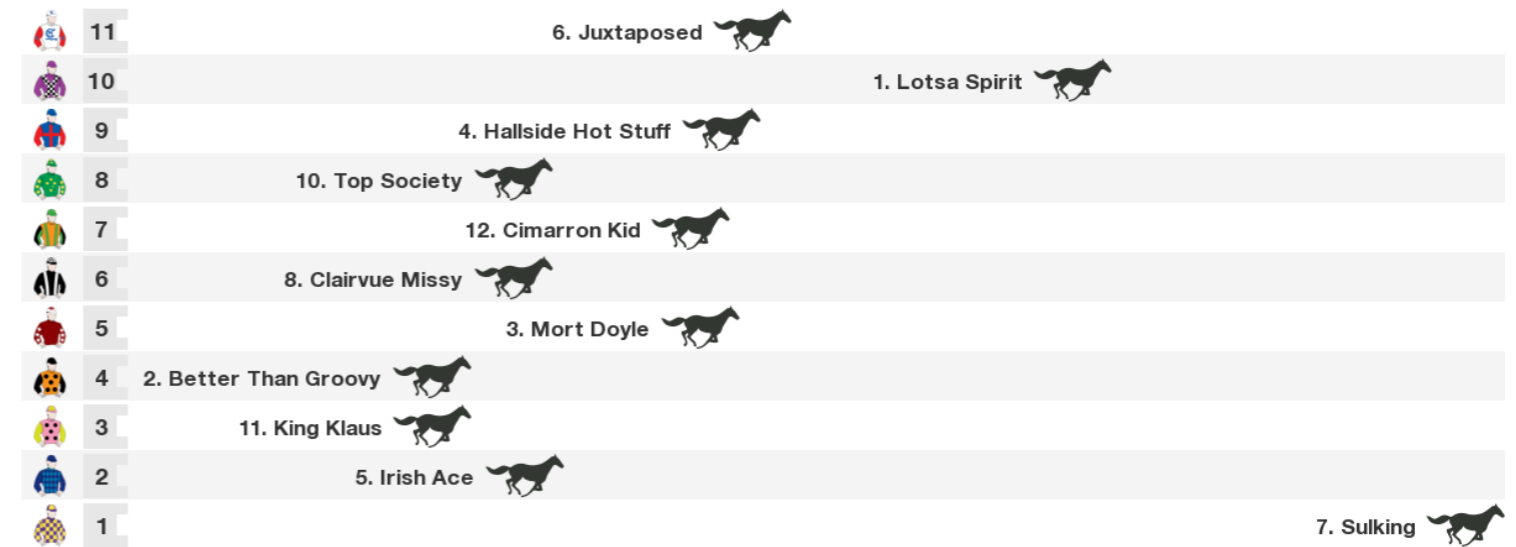 11 6. Juxtaposed
10 1. Lotsa Spirit
9 4. Hallside Hot Stuff
8 10. Top Society
7 12. Cimarron Kid
6 8. Clairvue Missy
5 3. Mort Doyle
4 2. Better Than Groovy
3 11. King Klaus
2 5. Irish Ace
1 7. Sulking